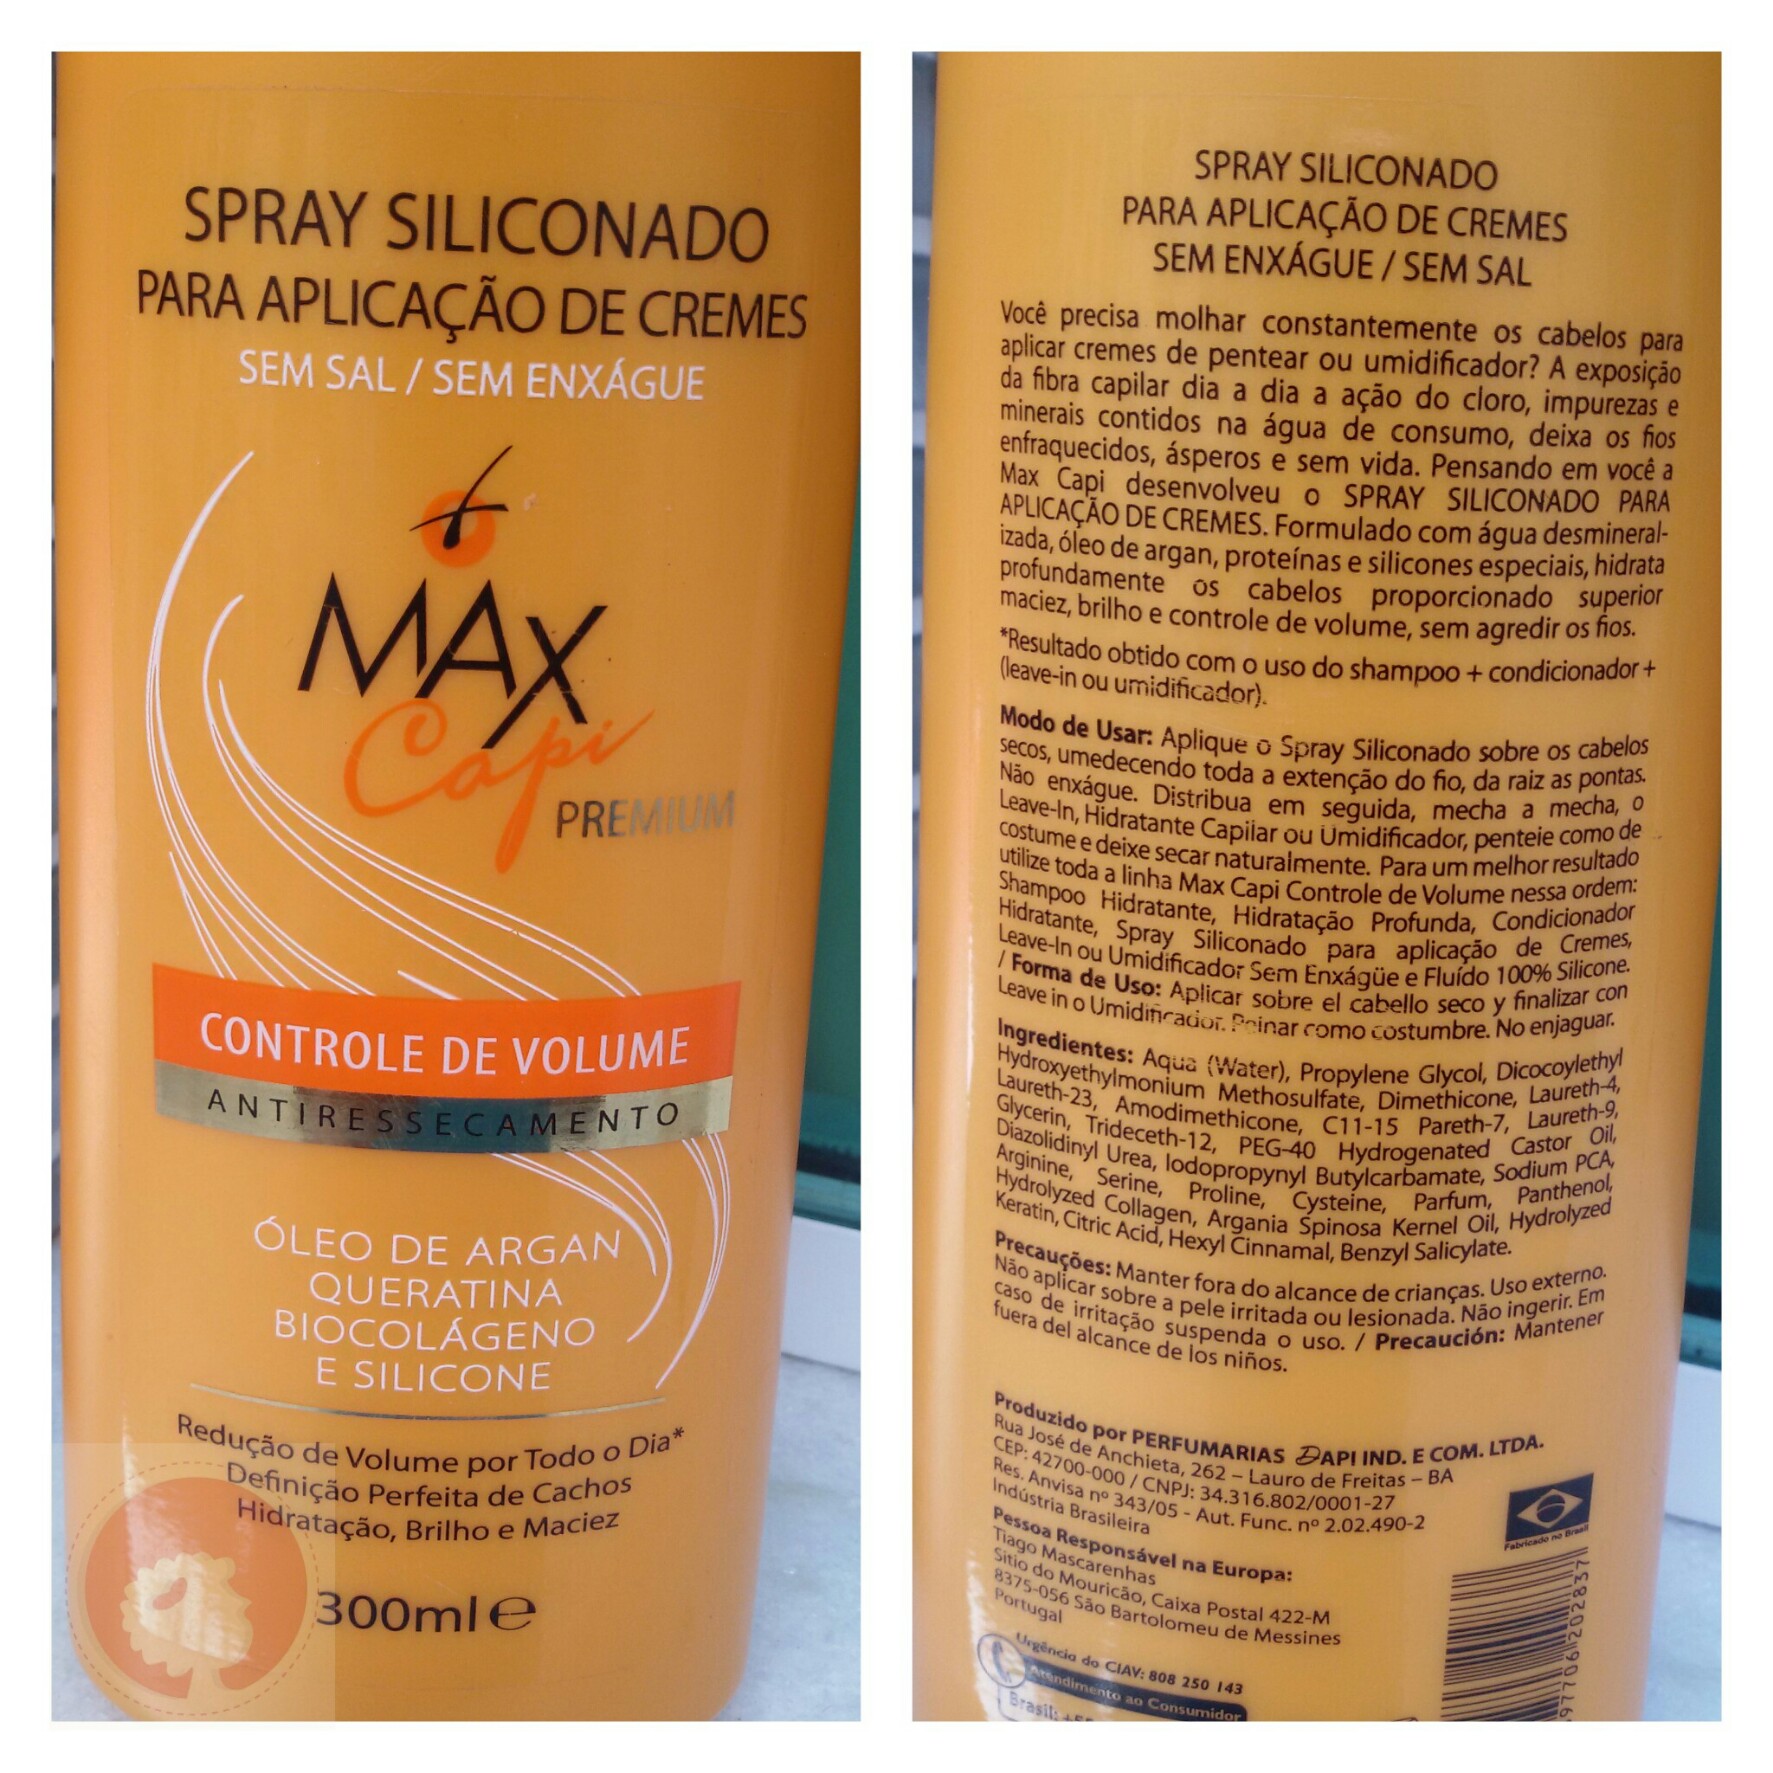 SPRAY SILICONADO
PARA APLICAÇÃO DE CREMES
SEM SAL / SEM ENXÁGUE
MAX
Capi
PREMIUM
CONTROLE DE VOLUME
ANTIRESSECAMENTO
ÓLEO DE ARGAN
QUERATINA
BIOCOLÁGENO
E SILICONE
Redução de Volume por Todo o Dia*
Definição Perfeita de Cachos
Hidratação, Brilho e Maciez
300ml e
SPRAY SILICONADO
PARA APLICAÇÃO DE CREMES
SEM ENXÁGUE / SEM SAL
Você precisa molhar constantemente os cabelos para
aplicar cremes de pentear ou umidificador? A exposição
da fibra capilar dia a dia a ação do cloro, impurezas e
minerais contidos na água de consumo, deixa os fios
enfraquecidos, ásperos e sem vida. Pensando em você a
Max Capi desenvolveu o SPRAY SILICONADO PARA
APLICAÇÃO DE CREMES. Formulado com água desmineral-
izada, óleo de argan, proteínas e silicones especiais, hidrata
profundamente os cabelos proporcionado superior
maciez, brilho e controle de volume, sem agredir os fios.
*Resultado obtido com o uso do shampoo + condicionador +
(leave-in ou umidificador).
Modo de Usar: Aplique o Spray Siliconado sobre os cabelos
secos, umedecendo toda a extenção do fio, da raiz as pontas.
Não enxágue. Distribua em seguida, mecha a mecha, o
Leave-In, Hidratante Capilar ou Umidificador, penteie como de
costume e deixe secar naturalmente. Para um melhor resultado
utilize toda a linha Max Capi Controle de Volume nessa ordem:
Shampoo Hidratante, Hidratação Profunda, Condicionador
Hidratante, Spray Siliconado para aplicação de Cremes,
Leave-In ou Umidificador Sem Enxágüe e Fluído 100% Silicone.
/ Forma de Uso: Aplicar sobre el cabello seco y finalizar con
Leave in o Umidificador. Peinar como costumbre. No enjaguar.
Ingredientes: Aqua (Water), Propylene Glycol, Dicocoylethyl
Hydroxyethylmonium Methosulfate, Dimethicone, Laureth-4,
Laureth-23, Amodimethicone, C11-15 Pareth-7, Laureth-9,
Glycerin, Trideceth-12, PEG-40 Hydrogenated Castor Oil,
Diazolidinyl Urea, Iodopropynyl Butylcarbamate, Sodium PCA,
Arginine, Serine, Proline, Cysteine, Parfum, Panthenol,
Hydrolyzed Collagen, Argania Spinosa Kernel Oil, Hydrolyzed
Keratin, Citric Acid, Hexyl Cinnamal, Benzyl Salicylate.
Precauções: Manter fora do alcance de crianças. Uso externo.
Não aplicar sobre a pele irritada ou lesionada. Não ingerir. Em
caso de irritação suspenda o uso. / Precaución: Mantener
fuera del alcance de los niños.
Produzido por PERFUMARIAS DAPI IND. E COM. LTDA.
Rua José de Anchieta, 262 – Lauro de Freitas – BA
CEP: 42700-000 / CNPJ: 34.316.802/0001-27
Res. Anvisa nº 343/05 - Aut. Func. nº 2.02.490-2
Indústria Brasileira
Fabricado no Brasil
Pessoa Responsável na Europa:
Tiago Mascarenhas
Sitio do Mouricão, Caixa Postal 422-M
8375-056 São Bartolomeu de Messines
Portugal
Urgência do CIAV: 808 250 143
Atendimento ao Consumidor
Brasil:
897706202837